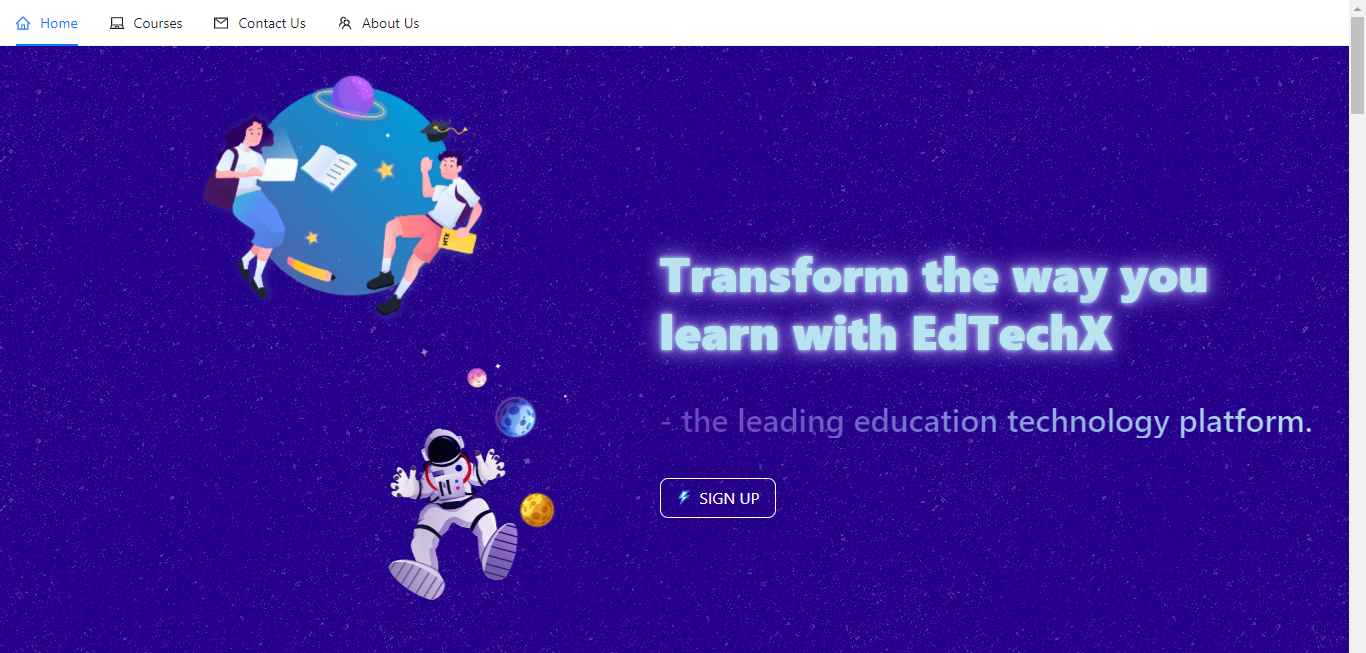 Home
Courses
Contact Us
About Us
MTK
Transform the way you
learn with EdTechX
- the leading education technology platform.
SIGN UP